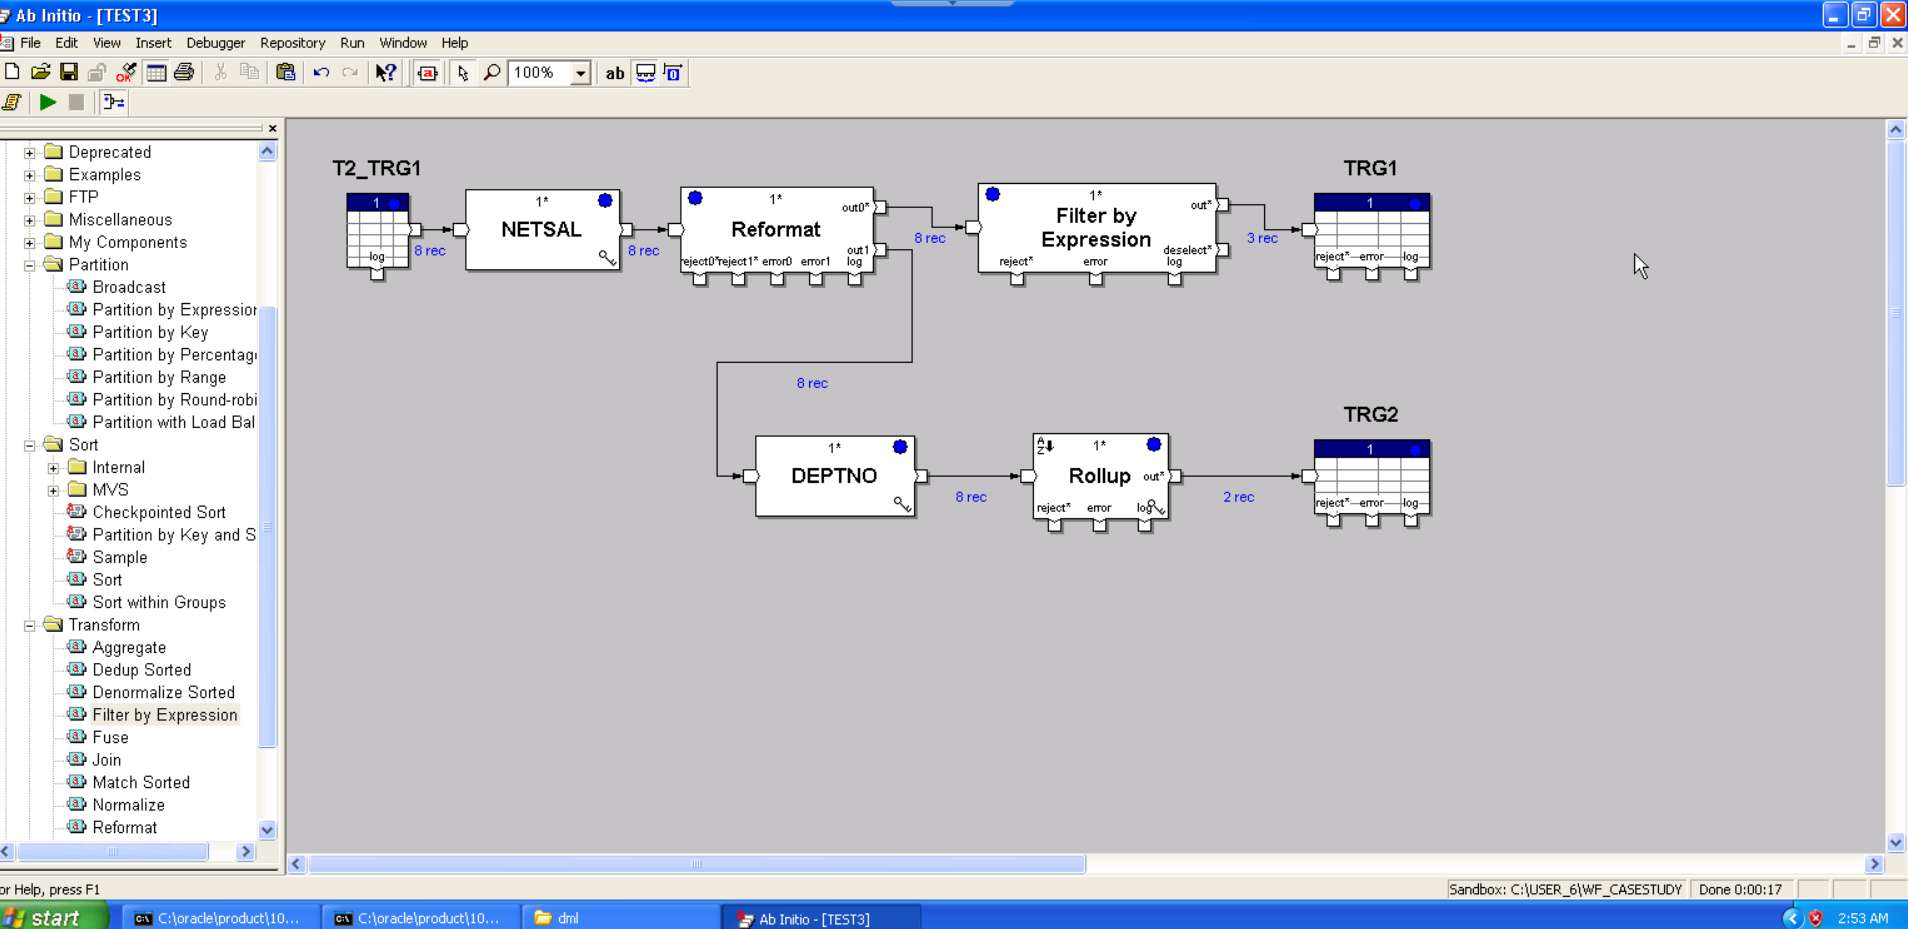 Ab Initio - [TEST3]
File Edit View Insert Debugger Repository Run Window Help
100% ab
Deprecated
Examples
FTP
Miscellaneous
My Components
Partition
Broadcast
Partition by Expression
Partition by Key
Partition by Percentag
Partition by Range
Partition by Round-robi
Partition with Load Bal
Sort
Internal
MVS
Checkpointed Sort
Partition by Key and S
Sample
Sort
Sort within Groups
Transform
Aggregate
Dedup Sorted
Denormalize Sorted
Filter by Expression
Fuse
Join
Match Sorted
Normalize
Reformat
T2_TRG1
1
log
8 rec
1*
NETSAL
8 rec
1*
Reformat
out0*
out1
reject0* reject1* error0 error1 log
8 rec
1*
Filter by
Expression
out*
deselect*
reject* error log
3 rec
TRG1
1
reject* error log
8 rec
1*
DEPTNO
8 rec
A
Z
1*
Rollup
out*
reject* error log
2 rec
TRG2
1
reject* error log
or Help, press F1
Sandbox: C:\USER_6\WF_CASESTUDY
Done 0:00:17
start
C:\oracle\product\10...
C:\oracle\product\10...
dml
Ab Initio - [TEST3]
2:53 AM